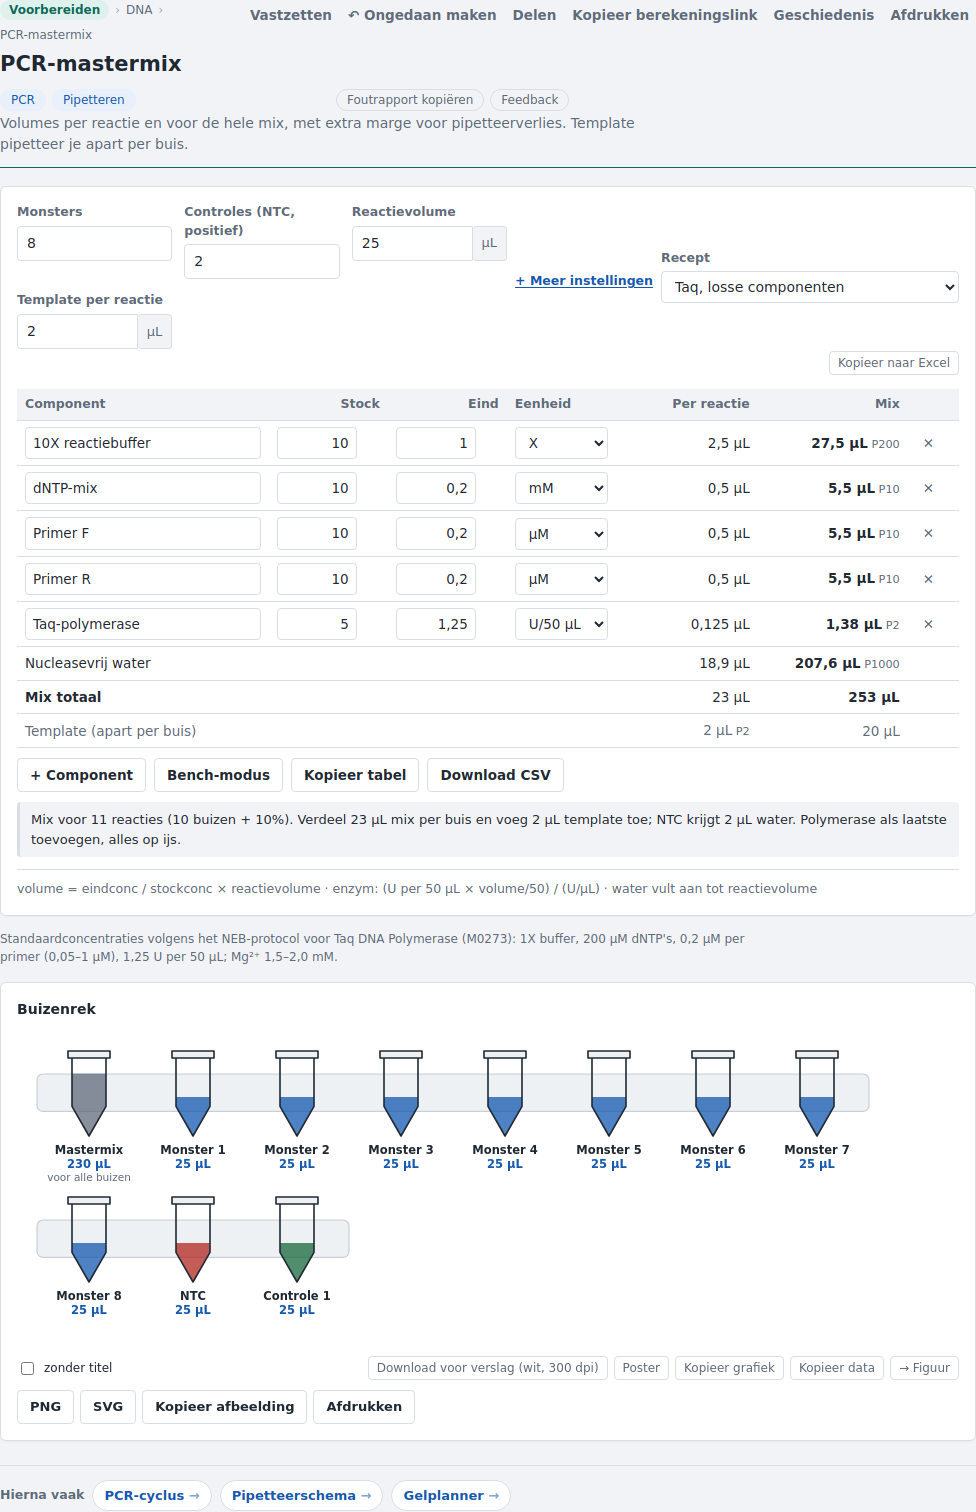 Voorbereiden › DNA ›
PCR-mastermix
Vastzetten ↶ Ongedaan maken Delen Kopieer berekeningslink Geschiedenis Afdrukken
PCR-mastermix
PCR Pipetteren Foutrapport kopiëren Feedback
Volumes per reactie en voor de hele mix, met extra marge voor pipetteerverlies. Template
pipetteer je apart per buis.
Monsters
8
Controles (NTC,
positief)
2
Reactievolume
25 µL
+ Meer instellingen
Recept
Taq, losse componenten
Template per reactie
2 µL
Kopieer naar Excel
Component Stock Eind Eenheid Per reactie Mix
10X reactiebuffer 10 1 X 2,5 µL 27,5 µL P200 ×
dNTP-mix 10 0,2 mM 0,5 µL 5,5 µL P10 ×
Primer F 10 0,2 µM 0,5 µL 5,5 µL P10 ×
Primer R 10 0,2 µM 0,5 µL 5,5 µL P10 ×
Taq-polymerase 5 1,25 U/50 µL 0,125 µL 1,38 µL P2 ×
Nucleasevrij water 18,9 µL 207,6 µL P1000
Mix totaal 23 µL 253 µL
Template (apart per buis) 2 µL P2 20 µL
+ Component Bench-modus Kopieer tabel Download CSV
Mix voor 11 reacties (10 buizen + 10%). Verdeel 23 µL mix per buis en voeg 2 µL template toe; NTC krijgt 2 µL water. Polymerase als laatste
toevoegen, alles op ijs.
volume = eindconc / stockconc × reactievolume · enzym: (U per 50 µL × volume/50) / (U/µL) · water vult aan tot reactievolume
Standaardconcentraties volgens het NEB-protocol voor Taq DNA Polymerase (M0273): 1X buffer, 200 µM dNTP's, 0,2 µM per
primer (0,05–1 µM), 1,25 U per 50 µL; Mg²⁺ 1,5–2,0 mM.
Buizenrek
Mastermix Monster 1 Monster 2 Monster 3 Monster 4 Monster 5 Monster 6 Monster 7
230 µL 25 µL 25 µL 25 µL 25 µL 25 µL 25 µL 25 µL
voor alle buizen
Monster 8 NTC Controle 1
25 µL 25 µL 25 µL
zonder titel Download voor verslag (wit, 300 dpi) Poster Kopieer grafiek Kopieer data → Figuur
PNG SVG Kopieer afbeelding Afdrukken
Hierna vaak PCR-cyclus → Pipetteerschema → Gelplanner →